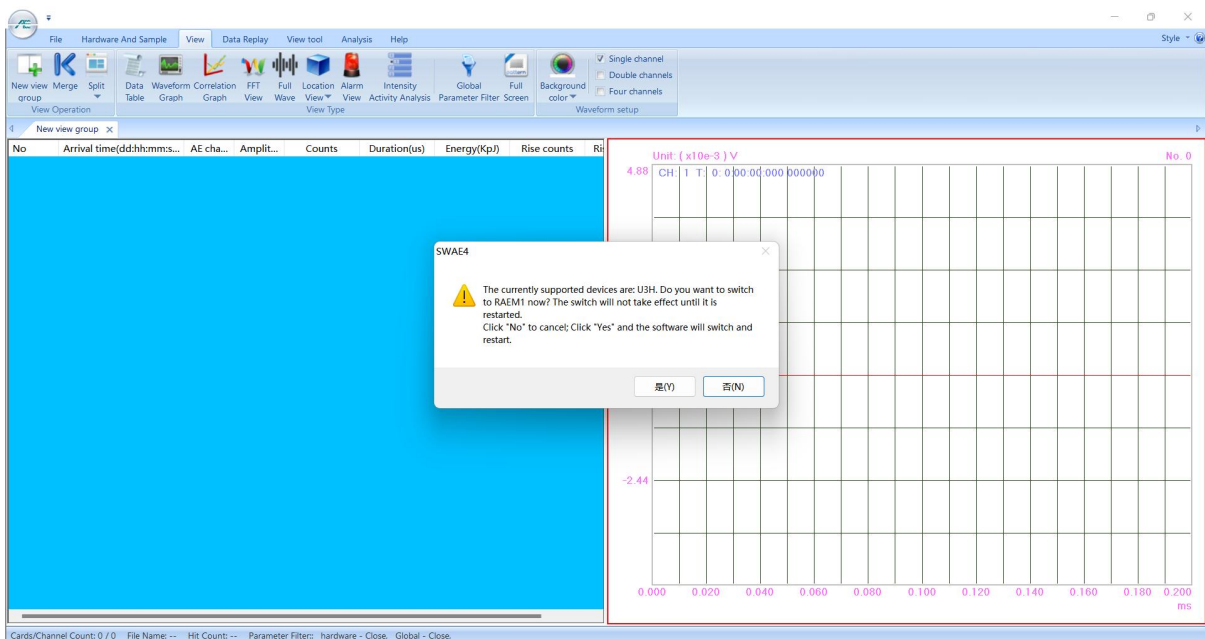 Style
File Hardware And Sample View Data Replay View tool Analysis Help
New view group
Merge
Split
Data Table
Waveform Graph
Correlation Graph
FFT View
Full Wave
Location View
Alarm View
Intensity Activity Analysis
Global Parameter Filter
Full Screen
Background color
Single channel
Double channels
Four channels
View Operation
View Type
Waveform setup
New view group
No Arrival time(dd:hh:mm:s... AE cha... Amplit... Counts Duration(us) Energy(KpJ) Rise counts Ri
Unit: ( x10e-3 ) V No. 0
4.88 CH: 1 T: 0: 0:00:00:000 000000
SWAE4
The currently supported devices are: U3H. Do you want to switch
to RAEM1 now? The switch will not take effect until it is
restarted.
Click "No" to cancel; Click "Yes" and the software will switch and
restart.
是(Y) 否(N)
-2.44
0.000 0.020 0.040 0.060 0.080 0.100 0.120 0.140 0.160 0.180 0.200
ms
Cards/Channel Count: 0 / 0 File Name: -- Hit Count: -- Parameter Filter:: hardware - Close, Global - Close,